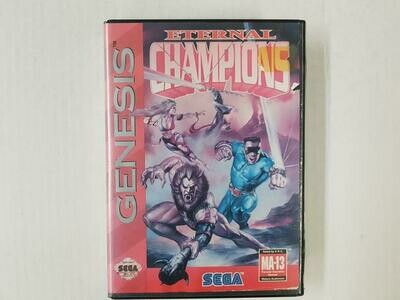 ETERNAL
CHAMPIONS
GENESIS
SEGA
MA-13
SEGA